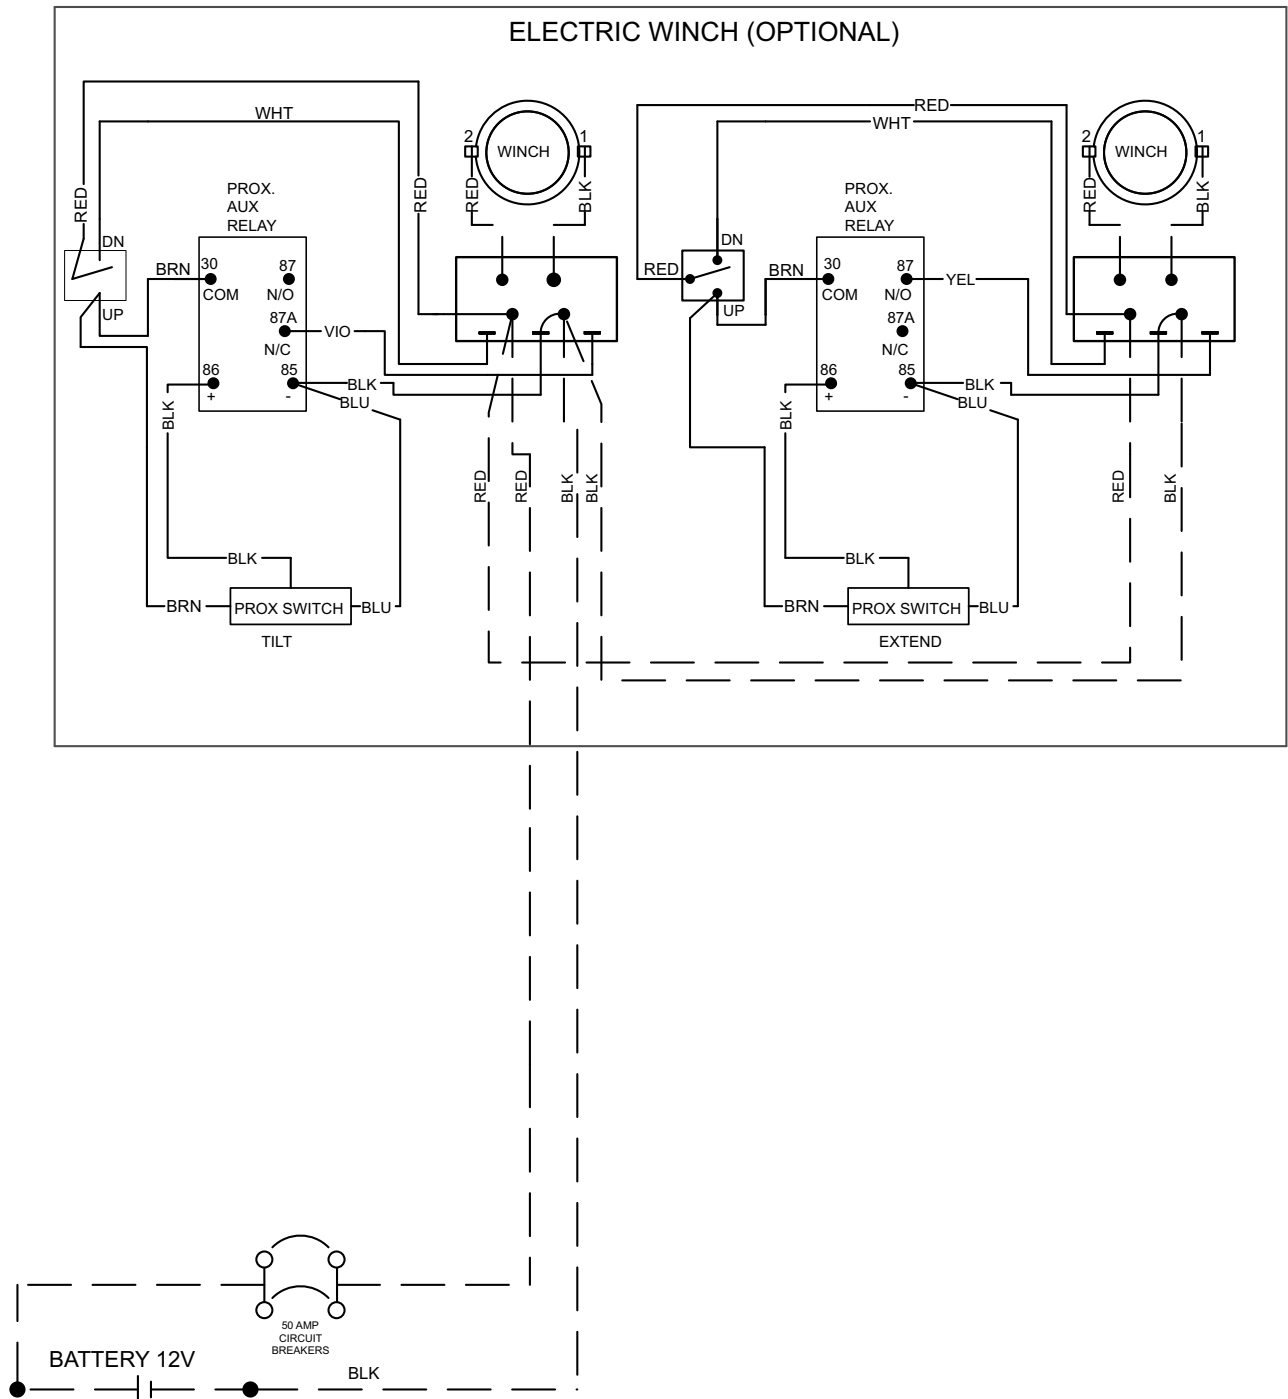 ELECTRIC WINCH (OPTIONAL)
WHT
RED
WHT
2
1
WINCH
2
1
WINCH
RED
RED
RED
BLK
RED
BLK
PROX.
AUX
RELAY
PROX.
AUX
RELAY
DN
DN
UP
UP
BRN
RED
BRN
30
COM
87
N/O
87A
N/C
86
+
85
-
VIO
BLK
BLU
30
COM
87
N/O
87A
N/C
86
+
85
-
YEL
BLK
BLU
BLK
BLK
RED
RED
BLK
BLK
RED
BLK
BLK
BLK
BRN
PROX SWITCH
BLU
BRN
PROX SWITCH
BLU
TILT
EXTEND
50 AMP
CIRCUIT
BREAKERS
BATTERY 12V
BLK